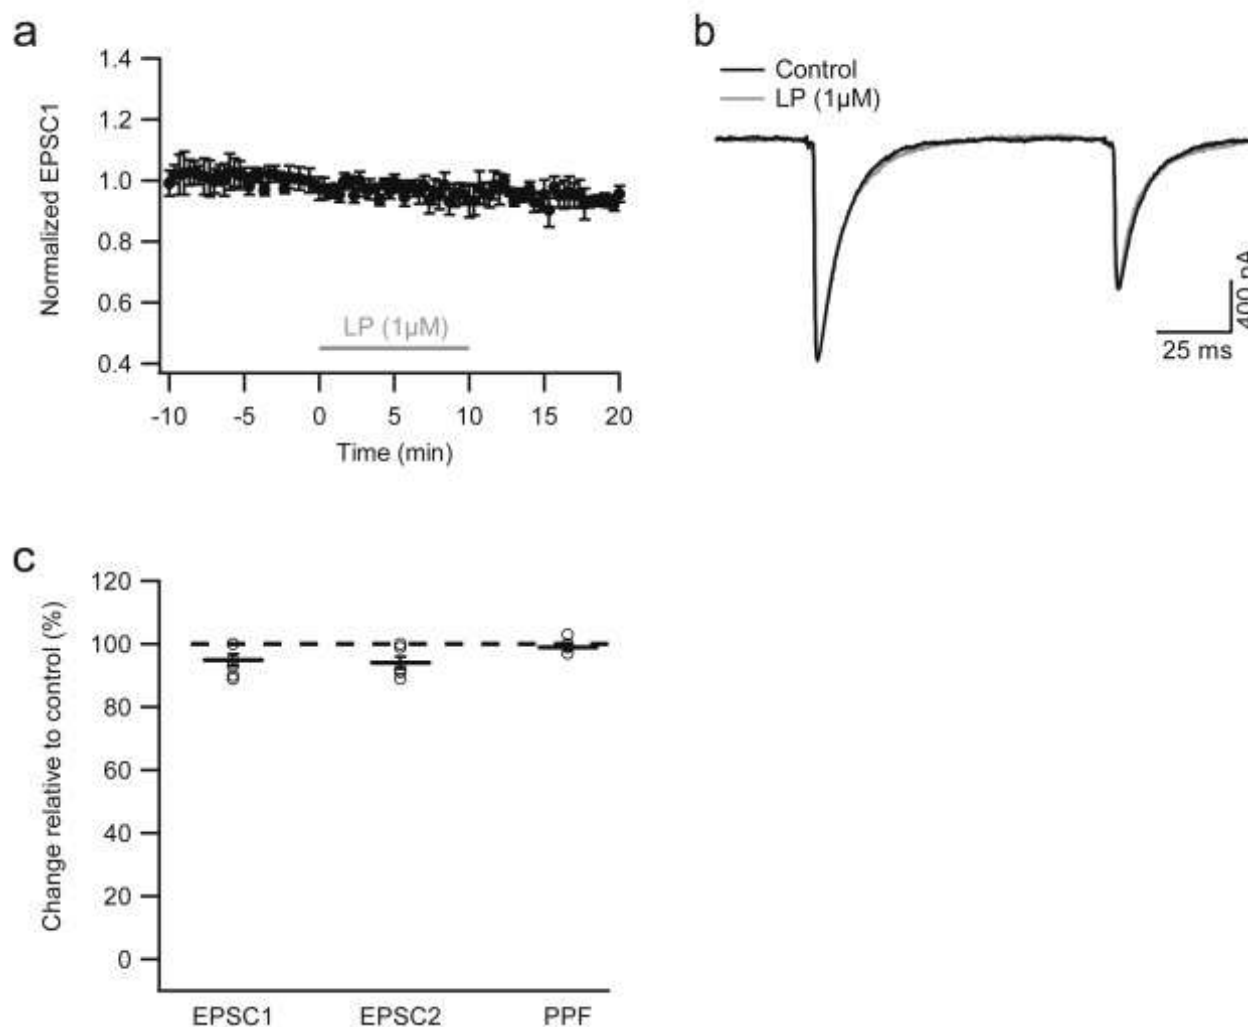 a
1.4
1.2
1.0
0.8
0.6
0.4
Normalized EPSC1
LP (1µM)
-10 -5 0 5 10 15 20
Time (min)
b
Control
LP (1µM)
400 pA
25 ms
c
120
100
80
60
40
20
0
Change relative to control (%)
EPSC1 EPSC2 PPF